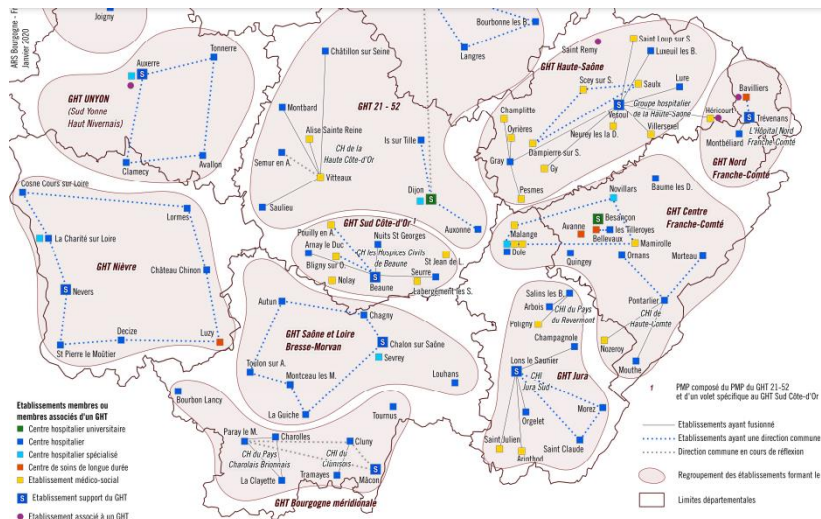 ARS Bourgogne - Fr
Janvier 2020
Joigny
Auxerre
Tonnerre
GHT UNYON
(Sud Yonne
Haut Nivernais)
Clamecy
Avallon
Châtillon sur Seine
Langres
Bourbonne les B.
GHT 21 - 52
Montbard
Alise Sainte Reine
CH de la
Haute Côte-d'Or
Semur en A.
Vitteaux
Saulieu
Is sur Tille
Dijon
Auxonne
GHT Haute-Saône
Saint Remy
Saint Loup sur S.
Luxeuil les B.
Scey sur S.
Saulx
Lure
Groupe hospitalier
de la Haute-Saône
Vesoul
Champlitte
Oyrières
Dampierre sur S.
Neurey les la D.
Villersexel
Gray
Gy
Pesmes
Héricourt
Bavilliers
Trévenans
L'Hôpital Nord
Franche-Comté
Montbéliard
GHT Nord
Franche-Comté
Cosne Cours sur Loire
Lormes
La Charité sur Loire
GHT Nièvre
Château Chinon
Nevers
Decize
Luzy
St Pierre le Moûtier
GHT Sud Côte-d'Or f
Pouilly en A.
Nuits St Georges
Arnay le Duc
CH les Hospices Civils
de Beaune
St Jean de L.
Bligny sur O.
Seurre
Nolay
Beaune
Labergement les S.
Novillars
Baume les D.
Besançon
GHT Centre
Franche-Comté
Malange
Avanne
les Tilleroyes
Bellevaux
Mamirolle
Dole
Quingey
Ornans
Morteau
Pontarlier
CHI de
Haute-Comté
Nozeroy
Mouthe
Autun
Chagny
GHT Saône et Loire
Bresse-Morvan
Chalon sur Saône
Sevrey
Toulon sur A.
Montceau les M.
Louhans
La Guiche
Salins les B.
CHI du Pays
du Revermont
Arbois
Poligny
Champagnole
Lons le Saunier
CHI
Jura Sud
GHT Jura
Morez
Orgelet
Saint Julien
Arinthod
Saint Claude
Bourbon Lancy
Tournus
Paray le M.
Charolles
Cluny
CH du Pays
Charolais Brionnais
CHI du
Clunisois
La Clayette
Tramayes
Mâcon
GHT Bourgogne méridionale
Etablissements membres ou
membres associés d'un GHT
Centre hospitalier universitaire
Centre hospitalier
Centre hospitalier spécialisé
Centre de soins de longue durée
Etablissement médico-social
S Etablissement support du GHT
Etablissement associé à un GHT
f PMP composé du PMP du GHT 21-52
et d'un volet spécifique au GHT Sud Côte-d'Or
Etablissements ayant fusionné
Etablissements ayant une direction commune
Direction commune en cours de réflexion
Regroupement des établissements formant le
Limites départementales